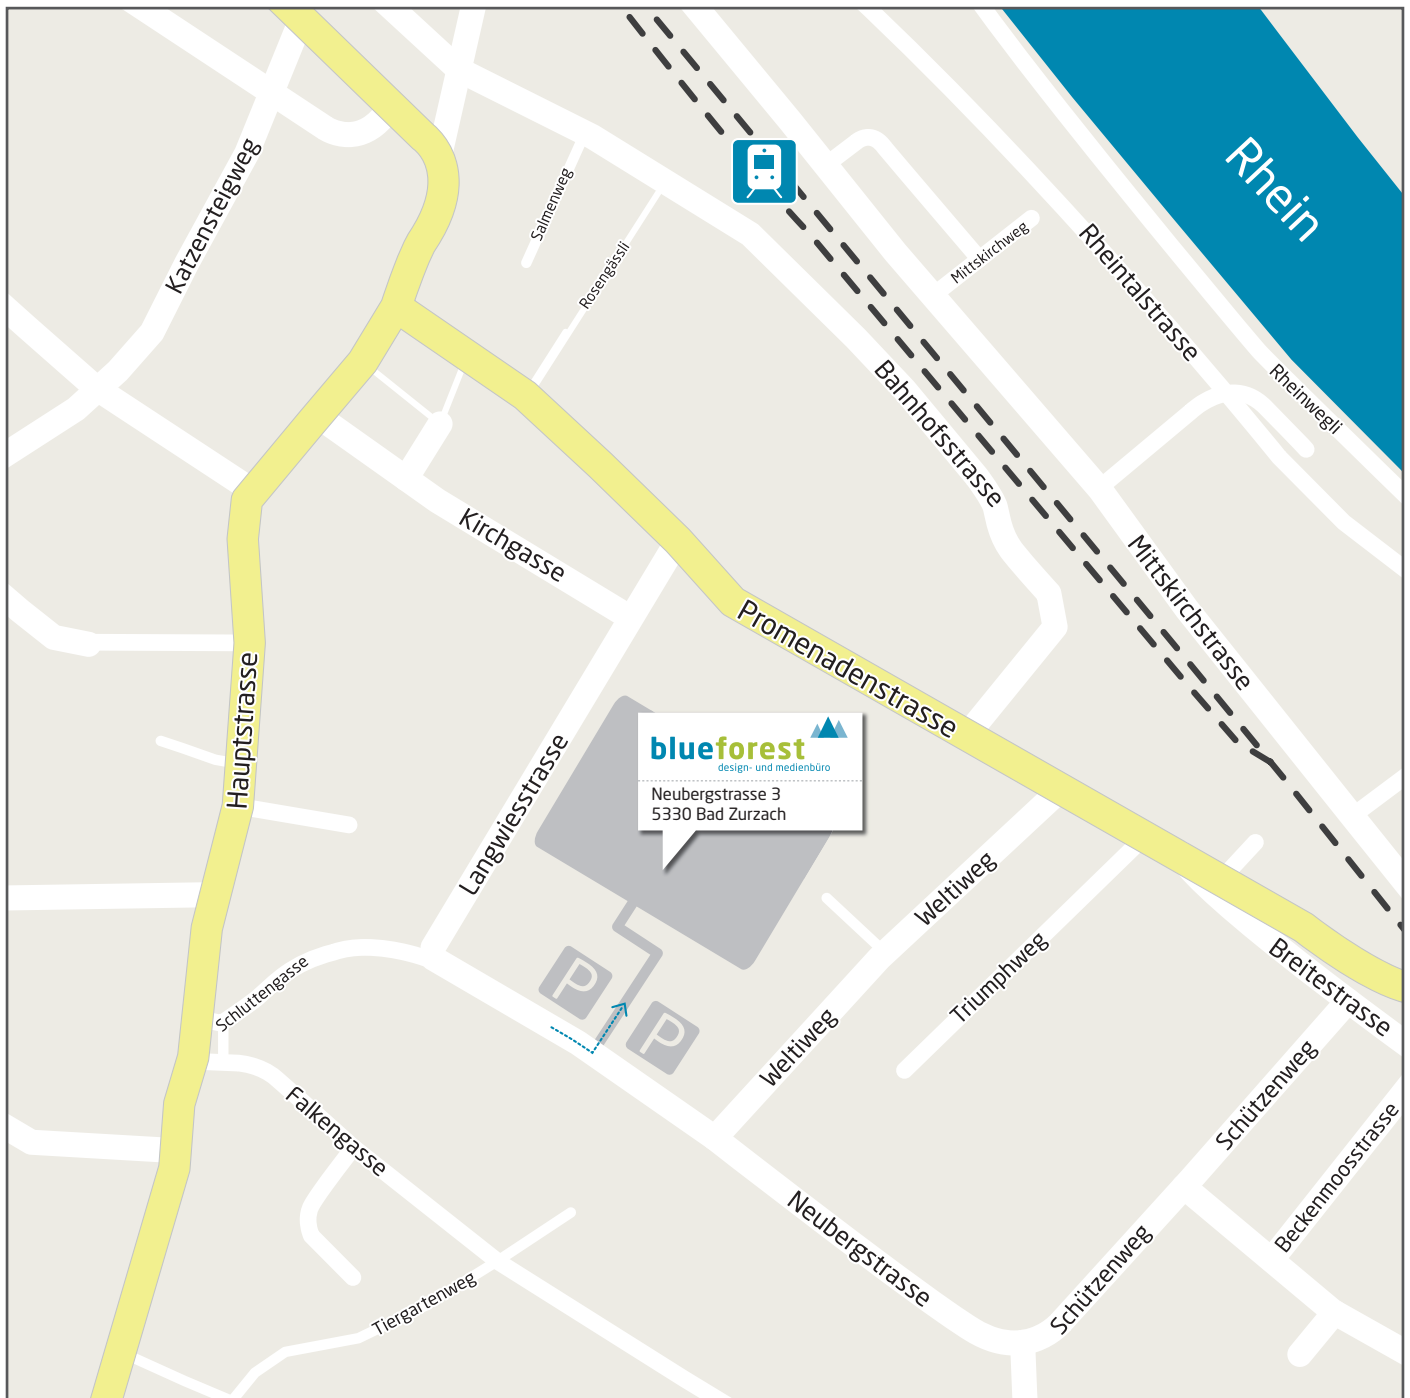 Rhein
Katzensteigweg
Salmenweg
Rosengässli
Mittskirchweg
Rheintalstrasse
Rheinwegli
Bahnhofsstrasse
Kirchgasse
Mittskirchstrasse
Promenadenstrasse
Hauptstrasse
Langwiesstrasse
blueforest
design- und medienbüro
Neubergstrasse 3
5330 Bad Zurzach
Weltiweg
Triumphweg
Breitestrasse
Schluttengasse
P
P
Weltiweg
Schützenweg
Falkengasse
Beckenmoosstrasse
Neubergstrasse
Schützenweg
Tiergartenweg